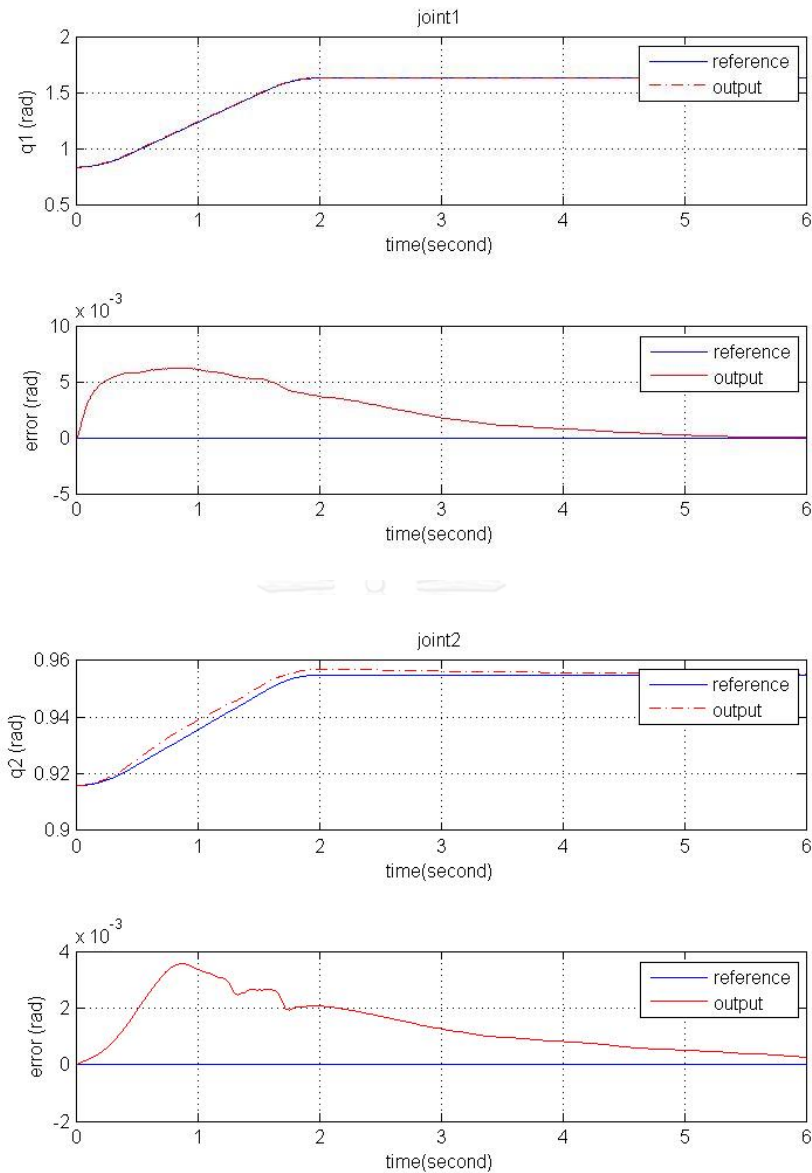 joint1
2
1.5
1
0.5
q1 (rad)
reference
output
0 1 2 3 4 5 6
time(second)
x 10-3
10
5
0
-5
error (rad)
reference
output
0 1 2 3 4 5 6
time(second)
joint2
0.96
0.94
0.92
0.9
q2 (rad)
reference
output
0 1 2 3 4 5 6
time(second)
x 10-3
4
2
0
-2
error (rad)
reference
output
0 1 2 3 4 5 6
time(second)